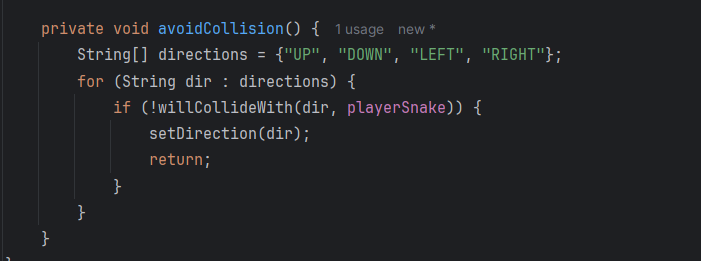 private void avoidCollision() { 1 usage new *
String[] directions = {"UP", "DOWN", "LEFT", "RIGHT"};
for (String dir : directions) {
if (!willCollideWith(dir, playerSnake)) {
setDirection(dir);
return;
}
}
}
}